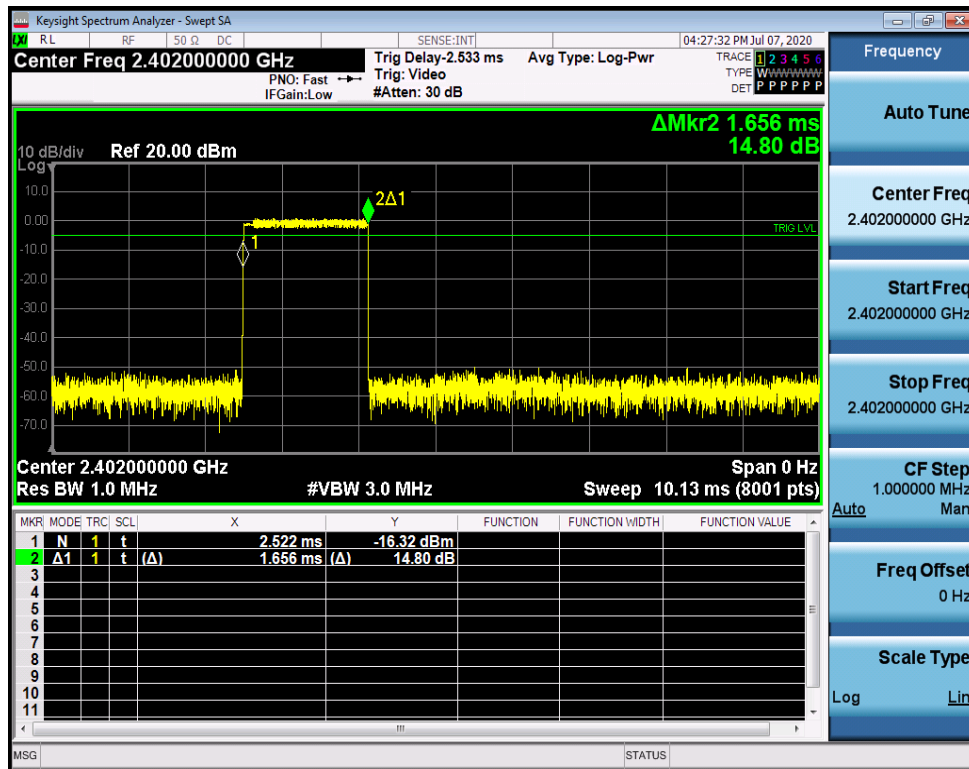 Keysight Spectrum Analyzer - Swept SA
LXI RL RF 50 Ω DC SENSE:INT 04:27:32 PM Jul 07, 2020
Center Freq 2.402000000 GHz Trig Delay-2.533 ms Avg Type: Log-Pwr TRACE 1 2 3 4 5 6
PNO: Fast Trig: Video TYPE WWWWWW
IFGain:Low #Atten: 30 dB DET P P P P P P
ΔMkr2 1.656 ms
14.80 dB
10 dB/div Ref 20.00 dBm
Log
10.0
0.00
-10.0
-20.0
-30.0
-40.0
-50.0
-60.0
-70.0
2Δ1
1
TRIG LVL
Center 2.402000000 GHz Span 0 Hz
Res BW 1.0 MHz #VBW 3.0 MHz Sweep 10.13 ms (8001 pts)
MKR MODE TRC SCL X Y FUNCTION FUNCTION WIDTH FUNCTION VALUE
1 N 1 t 2.522 ms -16.32 dBm
2 Δ1 1 t (Δ) 1.656 ms (Δ) 14.80 dB
3
4
5
6
7
8
9
10
11
MSG STATUS
Frequency
Auto Tune
Center Freq
2.402000000 GHz
Start Freq
2.402000000 GHz
Stop Freq
2.402000000 GHz
CF Step
1.000000 MHz
Auto Man
Freq Offset
0 Hz
Scale Type
Log Lin